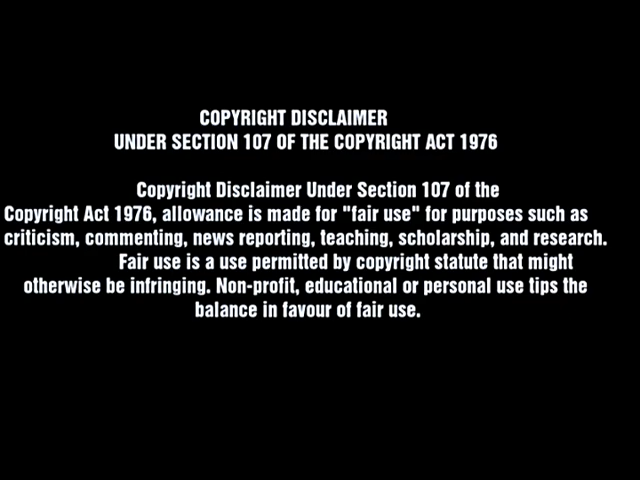 COPYRIGHT DISCLAIMER
UNDER SECTION 107 OF THE COPYRIGHT ACT 1976
Copyright Disclaimer Under Section 107 of the
Copyright Act 1976, allowance is made for "fair use" for purposes such as
criticism, commenting, news reporting, teaching, scholarship, and research.
Fair use is a use permitted by copyright statute that might
otherwise be infringing. Non-profit, educational or personal use tips the
balance in favour of fair use.